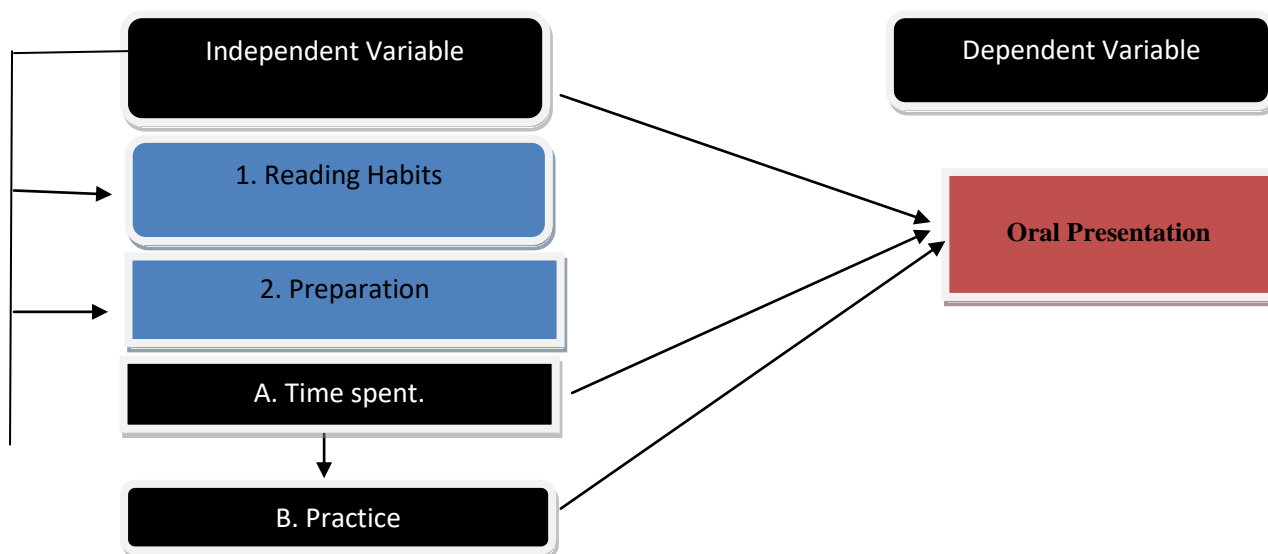 Independent Variable
Dependent Variable
1. Reading Habits
Oral Presentation
2. Preparation
A. Time spent.
B. Practice